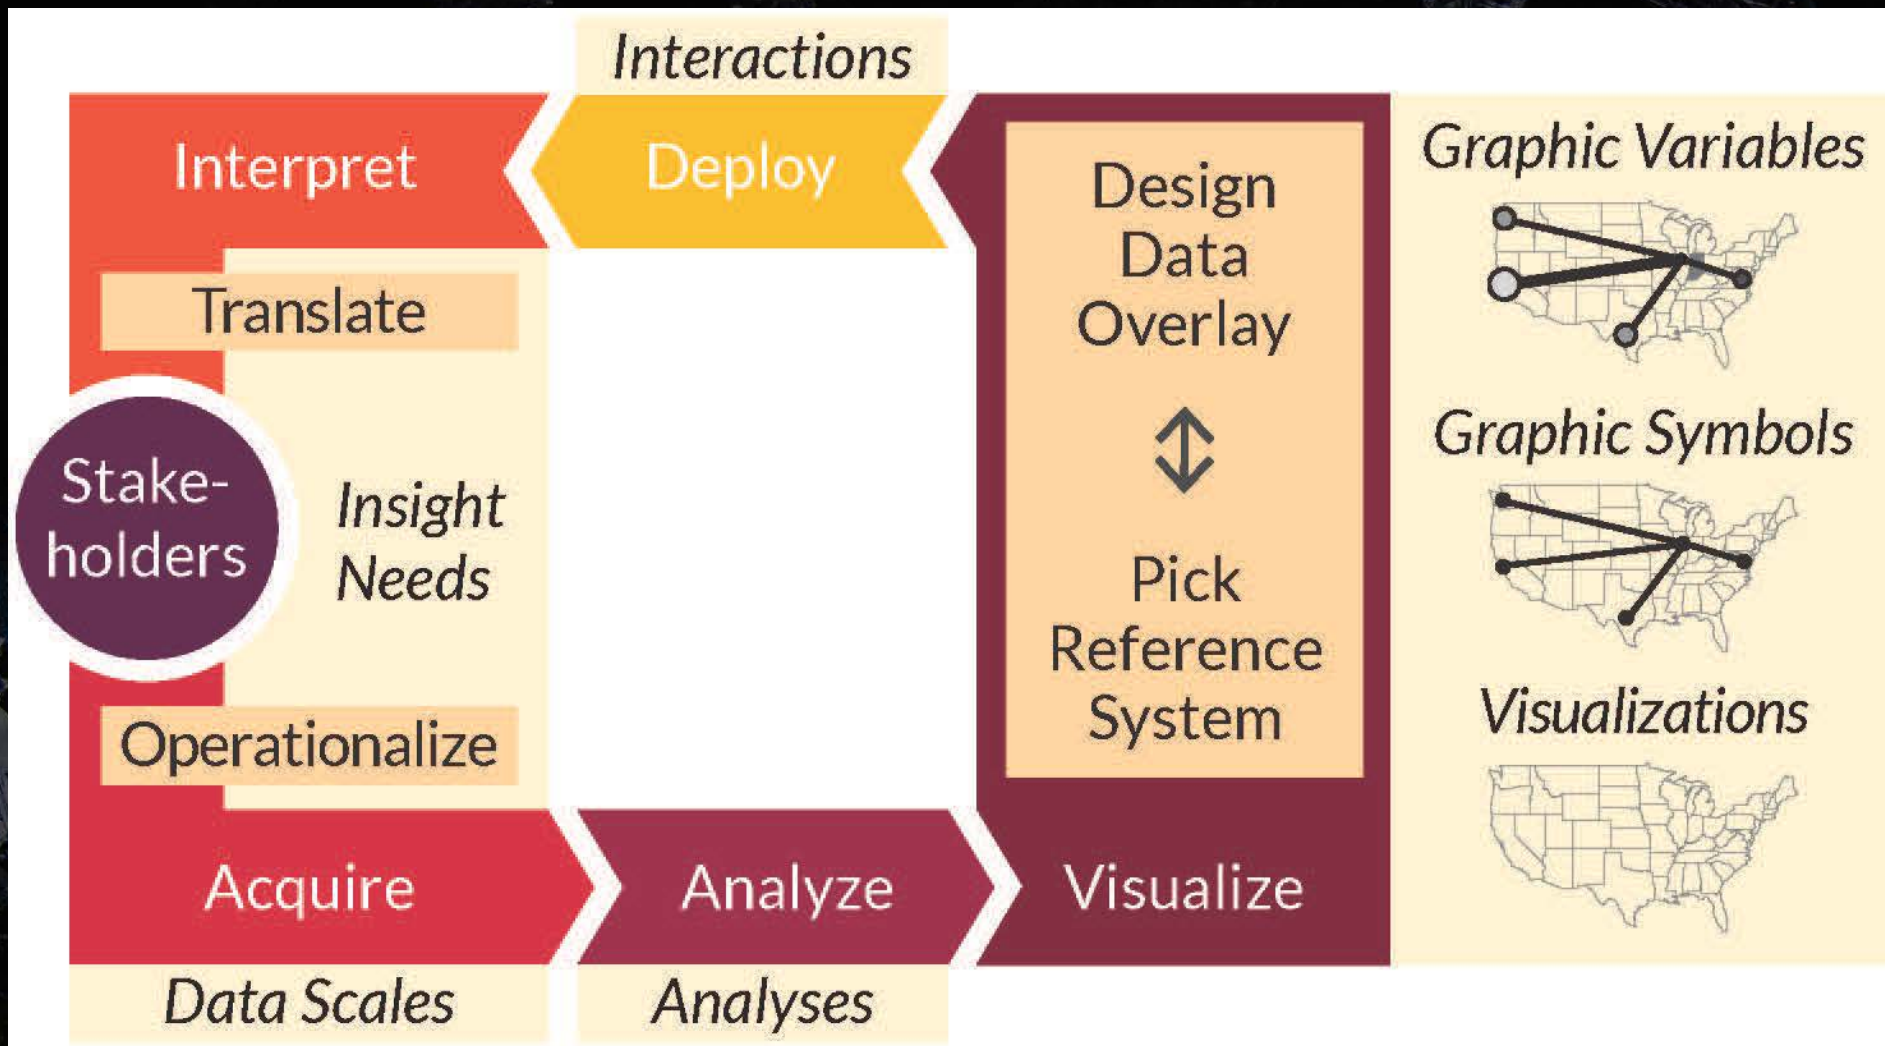 Interactions
Interpret
Deploy
Design
Data
Overlay
Graphic Variables
Translate
Stake-
holders
Insight
Needs
Graphic Symbols
Pick
Reference
System
Visualizations
Operationalize
Acquire
Analyze
Visualize
Data Scales
Analyses